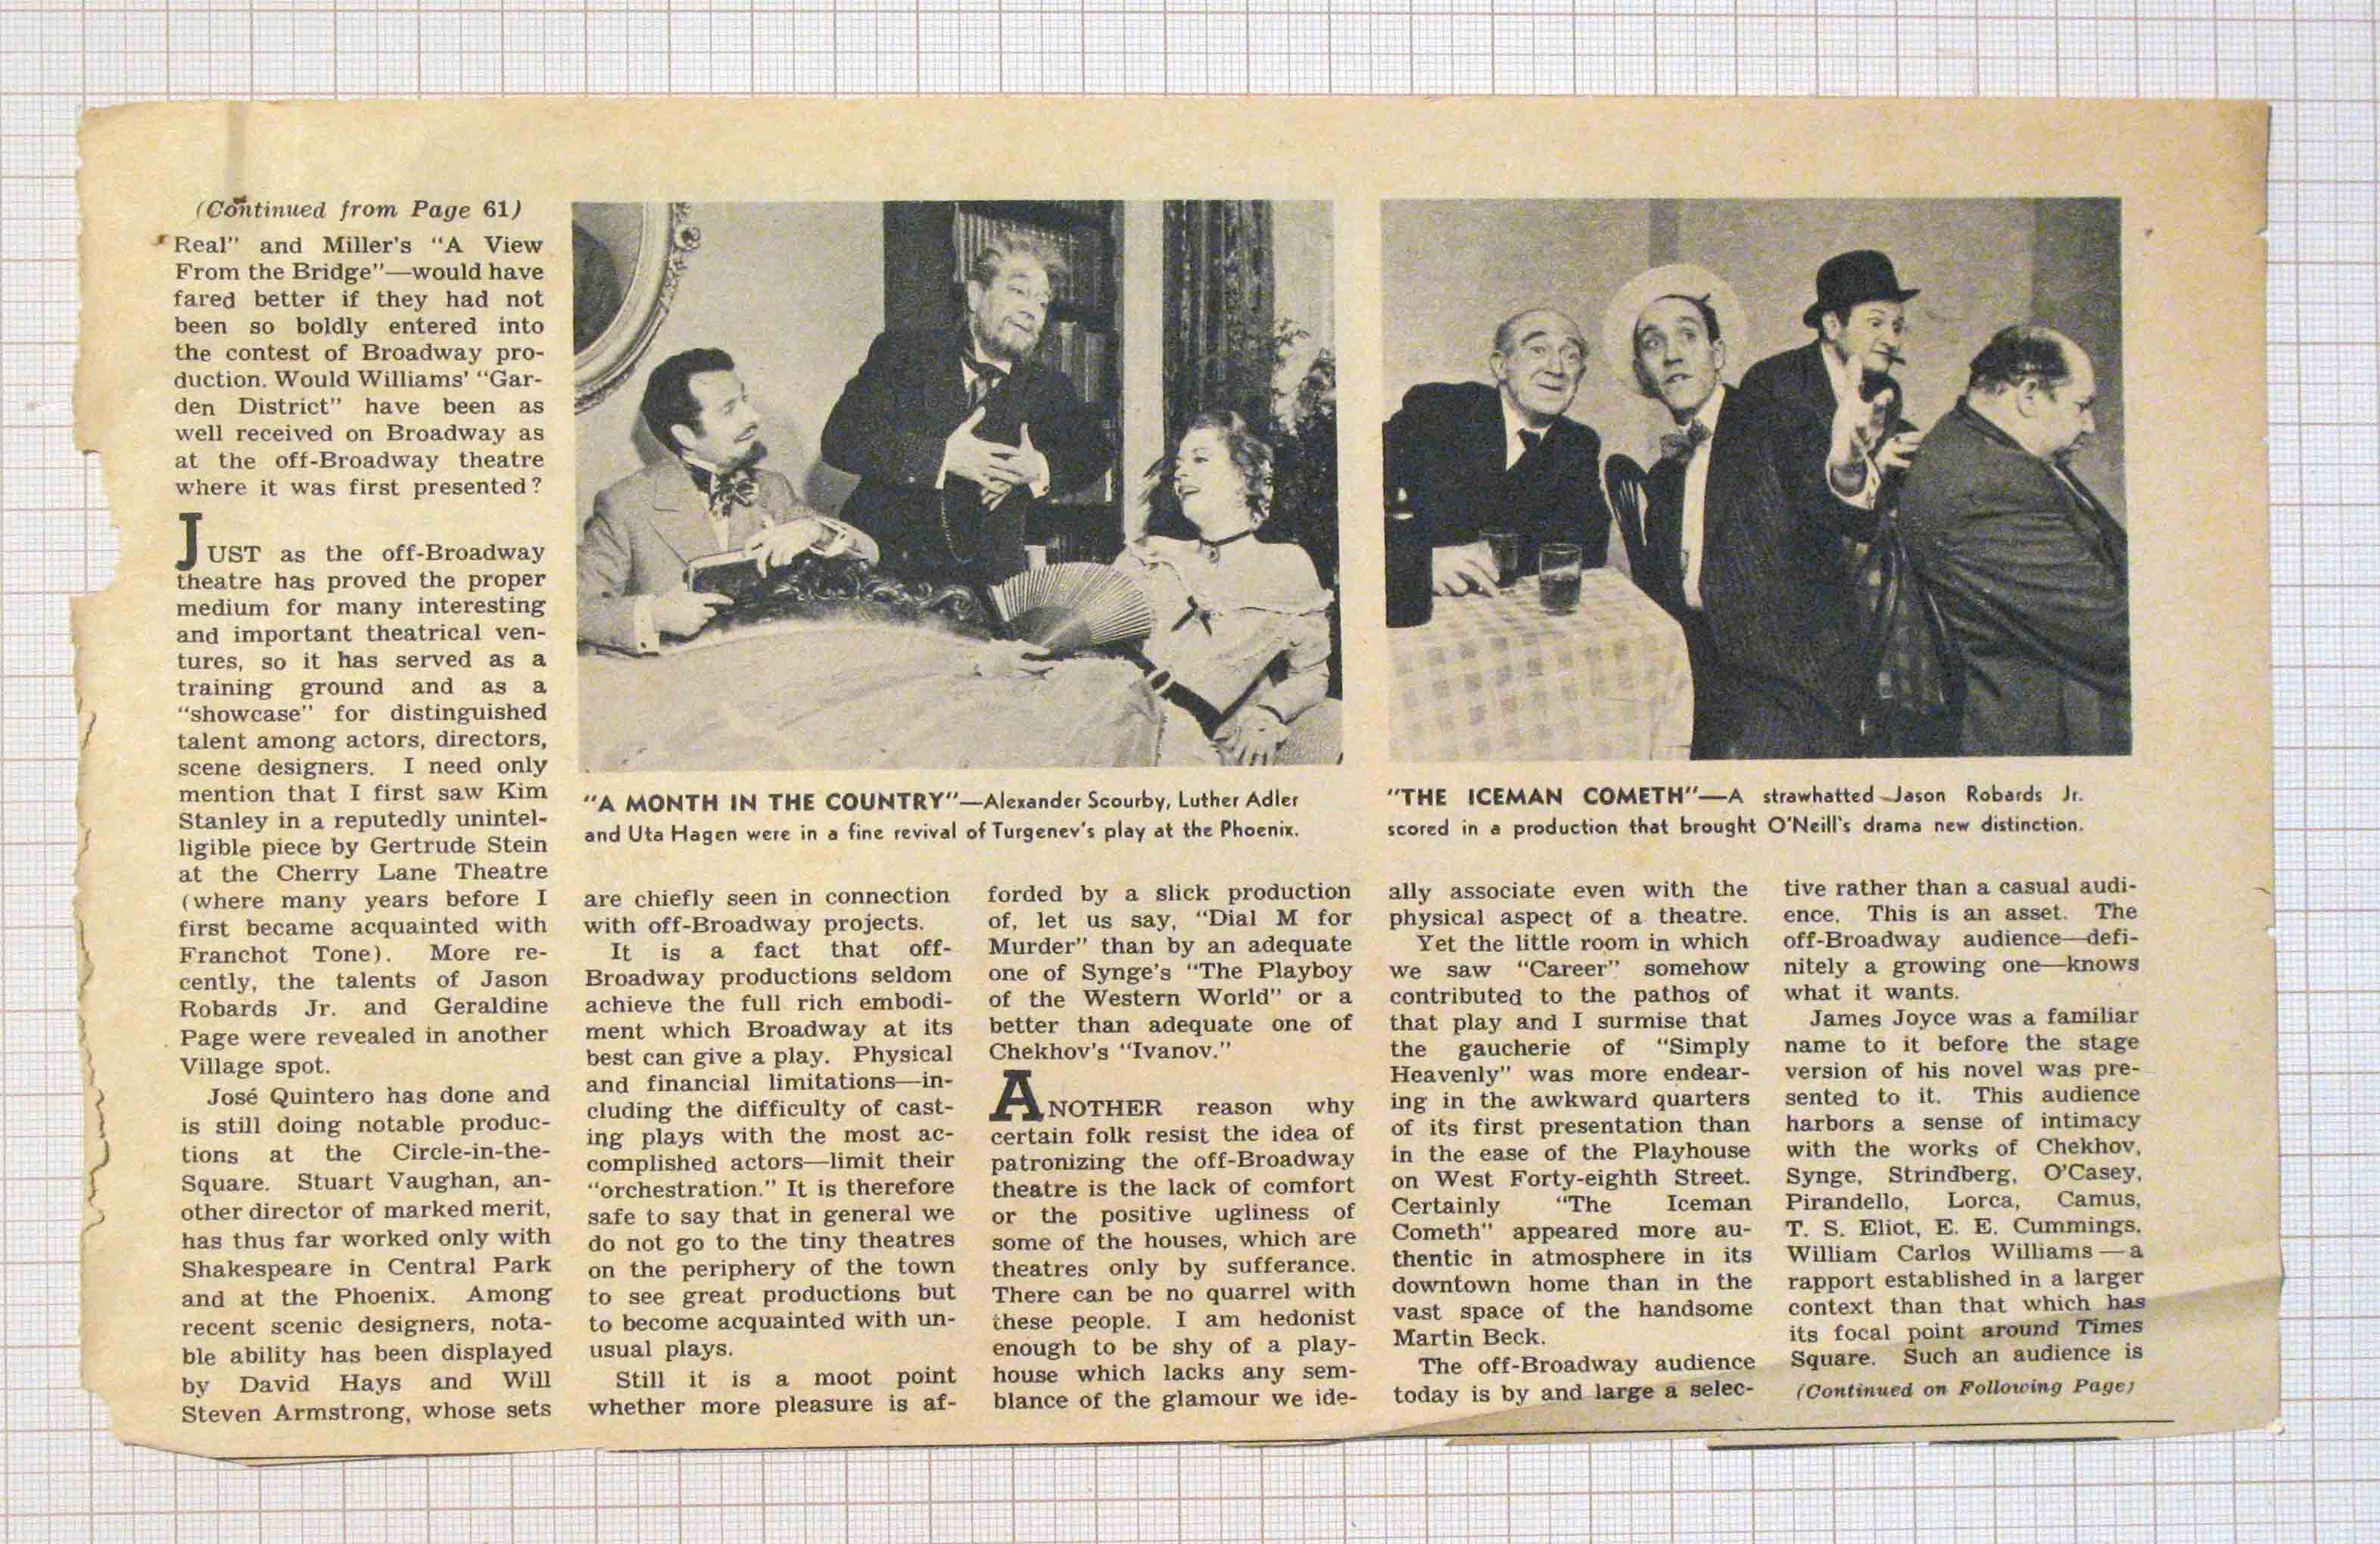 (Continued from Page 61)
Real" and Miller's "A View
From the Bridge"—would have
fared better if they had not
been so boldly entered into
the contest of Broadway pro-
duction. Would Williams' "Gar-
den District" have been as
well received on Broadway as
at the off-Broadway theatre
where it was first presented?
JUST as the off-Broadway
theatre has proved the proper
medium for many interesting
and important theatrical ven-
tures, so it has served as a
training ground and as a
"showcase" for distinguished
talent among actors, directors,
scene designers. I need only
mention that I first saw Kim
Stanley in a reputedly unintel-
ligible piece by Gertrude Stein
at the Cherry Lane Theatre
(where many years before I
first became acquainted with
Franchot Tone). More re-
cently, the talents of Jason
Robards Jr. and Geraldine
Page were revealed in another
Village spot.
José Quintero has done and
is still doing notable produc-
tions at the Circle-in-the-
Square. Stuart Vaughan, an-
other director of marked merit,
has thus far worked only with
Shakespeare in Central Park
and at the Phoenix. Among
recent scenic designers, nota-
ble ability has been displayed
by David Hays and Will
Steven Armstrong, whose sets
"A MONTH IN THE COUNTRY"—Alexander Scourby, Luther Adler
and Uta Hagen were in a fine revival of Turgenev's play at the Phoenix.
"THE ICEMAN COMETH"—A strawhatted Jason Robards Jr.
scored in a production that brought O'Neill's drama new distinction.
are chiefly seen in connection
with off-Broadway projects.
It is a fact that off-
Broadway productions seldom
achieve the full rich embodi-
ment which Broadway at its
best can give a play. Physical
and financial limitations—in-
cluding the difficulty of cast-
ing plays with the most ac-
complished actors—limit their
"orchestration." It is therefore
safe to say that in general we
do not go to the tiny theatres
on the periphery of the town
to see great productions but
to become acquainted with un-
usual plays.
Still it is a moot point
whether more pleasure is af-
forded by a slick production
of, let us say, "Dial M for
Murder" than by an adequate
one of Synge's "The Playboy
of the Western World" or a
better than adequate one of
Chekhov's "Ivanov."
ANOTHER reason why
certain folk resist the idea of
patronizing the off-Broadway
theatre is the lack of comfort
or the positive ugliness of
some of the houses, which are
theatres only by sufferance.
There can be no quarrel with
these people. I am hedonist
enough to be shy of a play-
house which lacks any sem-
blance of the glamour we ide-
ally associate even with the
physical aspect of a theatre.
Yet the little room in which
we saw "Career" somehow
contributed to the pathos of
that play and I surmise that
the gaucherie of "Simply
Heavenly" was more endear-
ing in the awkward quarters
of its first presentation than
in the ease of the Playhouse
on West Forty-eighth Street.
Certainly "The Iceman
Cometh" appeared more au-
thentic in atmosphere in its
downtown home than in the
vast space of the handsome
Martin Beck.
The off-Broadway audience
today is by and large a selec-
tive rather than a casual audi-
ence. This is an asset. The
off-Broadway audience—defi-
nitely a growing one—knows
what it wants.
James Joyce was a familiar
name to it before the stage
version of his novel was pre-
sented to it. This audience
harbors a sense of intimacy
with the works of Chekhov,
Synge, Strindberg, O'Casey,
Pirandello, Lorca, Camus,
T. S. Eliot, E. E. Cummings,
William Carlos Williams—a
rapport established in a larger
context than that which has
its focal point around Times
Square. Such an audience is
(Continued on Following Page)